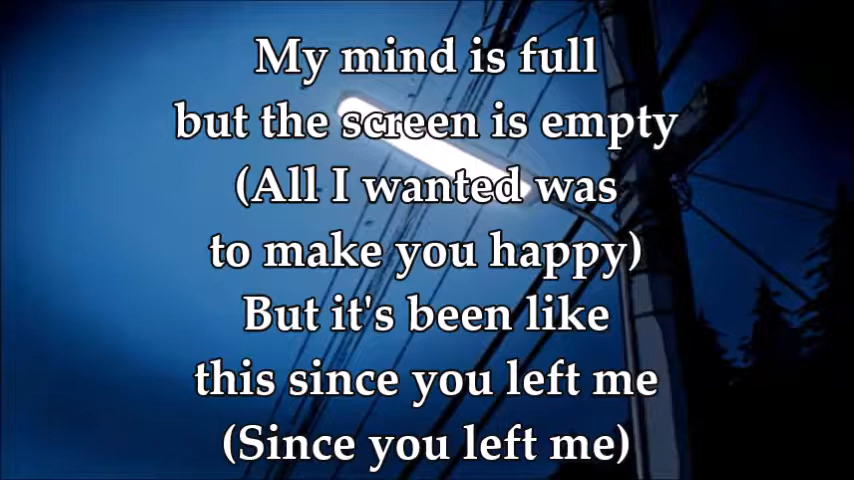 My mind is full
but the screen is empty
(All I wanted was
to make you happy)
But it's been like
this since you left me
(Since you left me)